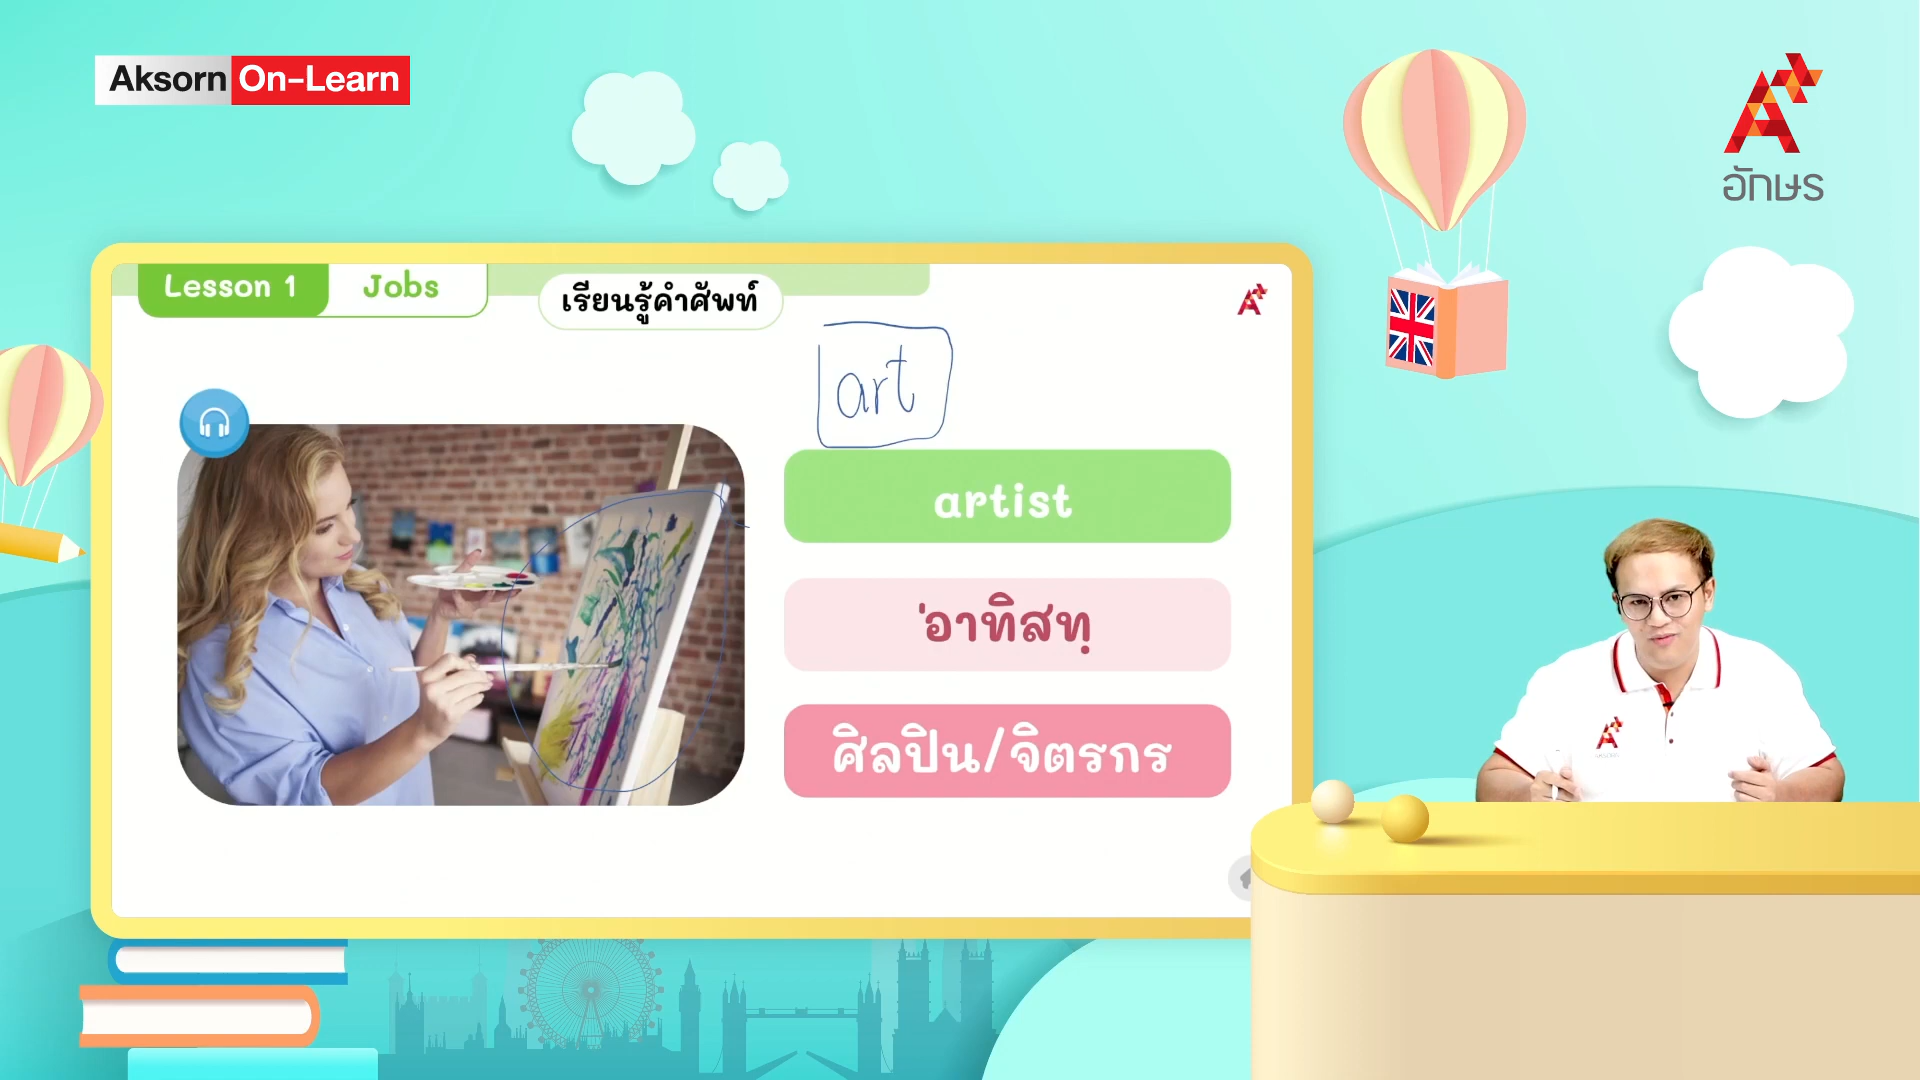 Aksorn On-Learn
อักษร
Lesson 1 Jobs
เรียนรู้คำศัพท์
art
artist
'อาทิสทฺ
ศิลปิน/จิตรกร